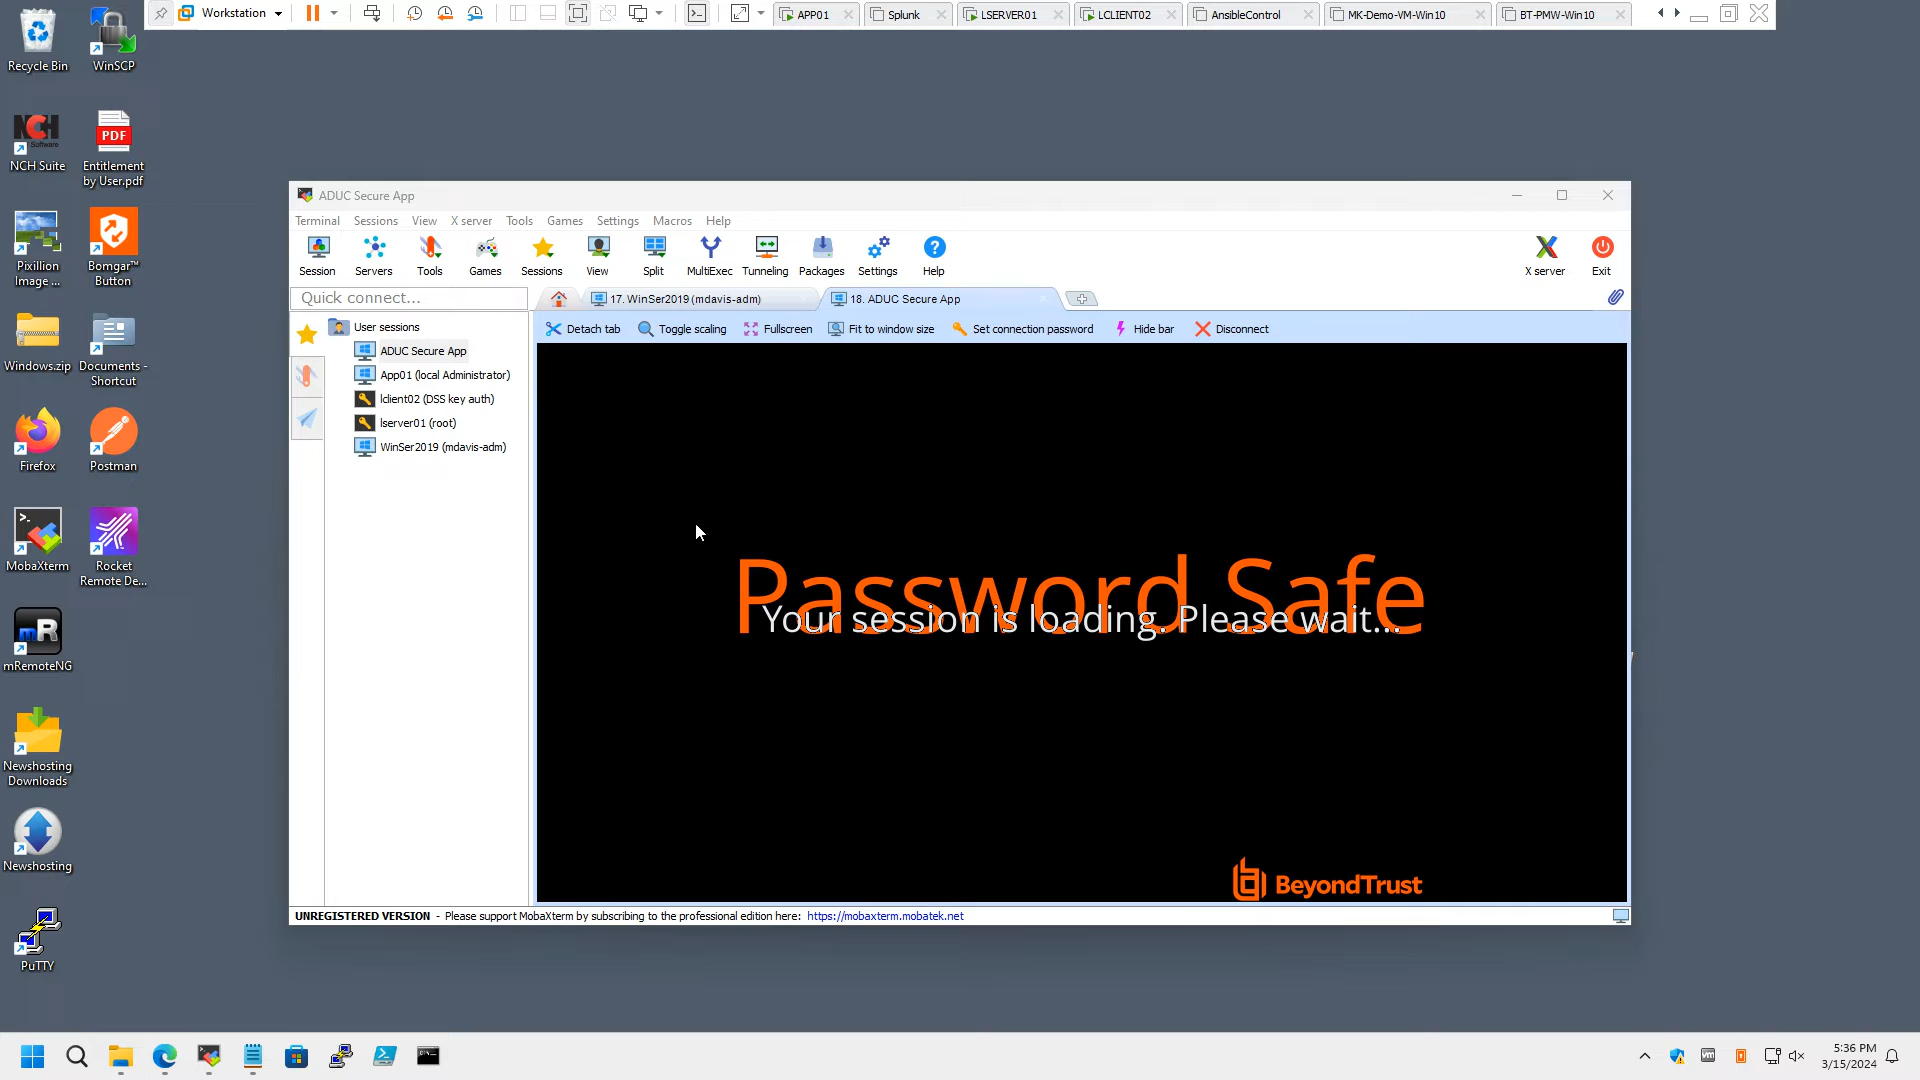 Workstation
APP01
Splunk
LSERVER01
LCLIENT02
AnsibleControl
MK-Demo-VM-Win10
BT-PMW-Win10
Recycle Bin
WinSCP
NCH Software
PDF
NCH Suite
Entitlement
by User.pdf
Pixillion
Image ...
Bomgar™
Button
Windows.zip
Documents -
Shortcut
Firefox
Postman
MobaXterm
Rocket
Remote De...
mR
mRemoteNG
Newshosting
Downloads
Newshosting
PuTTY
ADUC Secure App
Terminal Sessions View X server Tools Games Settings Macros Help
Session Servers Tools Games Sessions View Split MultiExec Tunneling Packages Settings Help X server Exit
Quick connect...
17. WinSer2019 (mdavis-adm)
18. ADUC Secure App
Detach tab Toggle scaling Fullscreen Fit to window size Set connection password Hide bar Disconnect
User sessions
ADUC Secure App
App01 (local Administrator)
lclient02 (DSS key auth)
lserver01 (root)
WinSer2019 (mdavis-adm)
Password Safe
Your session is loading. Please wait...
BeyondTrust
UNREGISTERED VERSION - Please support MobaXterm by subscribing to the professional edition here: https://mobaxterm.mobatek.net
vm
5:36 PM
3/15/2024